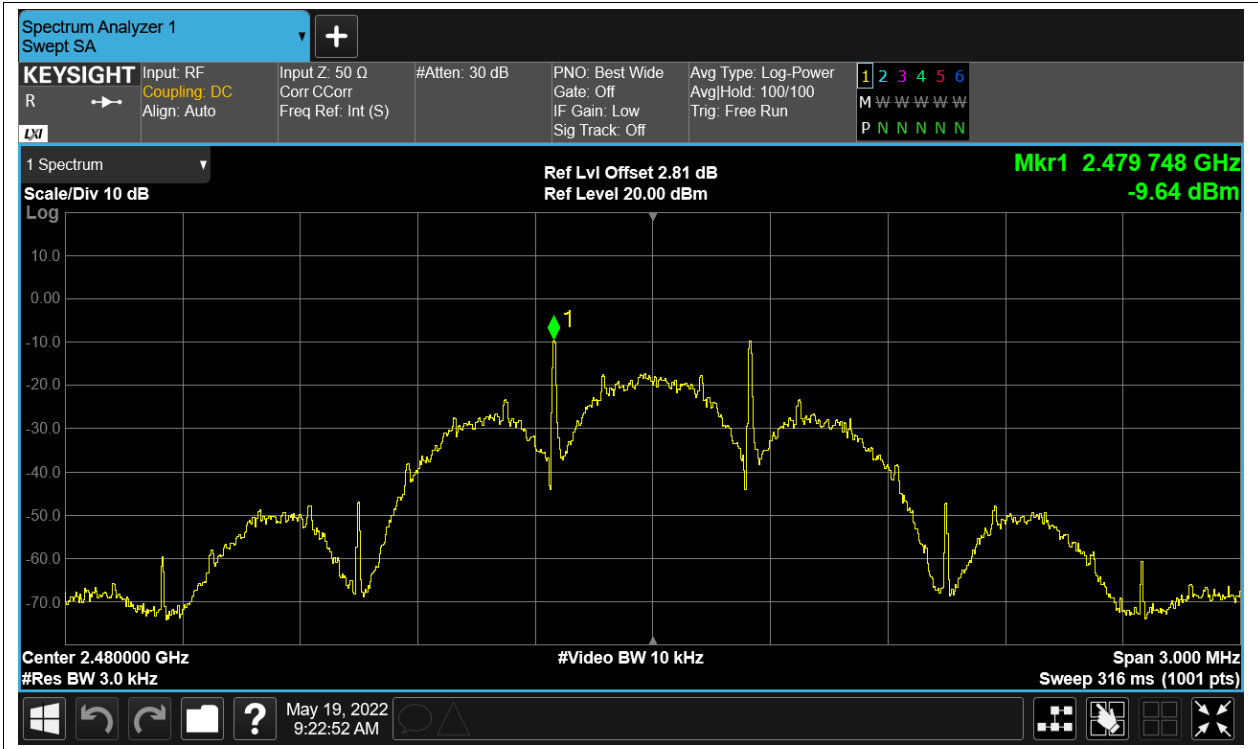 Spectrum Analyzer 1
Swept SA
+
KEYSIGHT
R
LXI
Input: RF
Coupling: DC
Align: Auto
Input Z: 50 Ω
Corr CCorr
Freq Ref: Int (S)
#Atten: 30 dB
PNO: Best Wide
Gate: Off
IF Gain: Low
Sig Track: Off
Avg Type: Log-Power
Avg|Hold: 100/100
Trig: Free Run
1 2 3 4 5 6
M W W W W W
P N N N N N
1 Spectrum
Scale/Div 10 dB
Log
Ref Lvl Offset 2.81 dB
Ref Level 20.00 dBm
Mkr1 2.479 748 GHz
-9.64 dBm
10.0
0.00
-10.0
-20.0
-30.0
-40.0
-50.0
-60.0
-70.0
1
Center 2.480000 GHz
#Res BW 3.0 kHz
#Video BW 10 kHz
Span 3.000 MHz
Sweep 316 ms (1001 pts)
?
May 19, 2022
9:22:52 AM